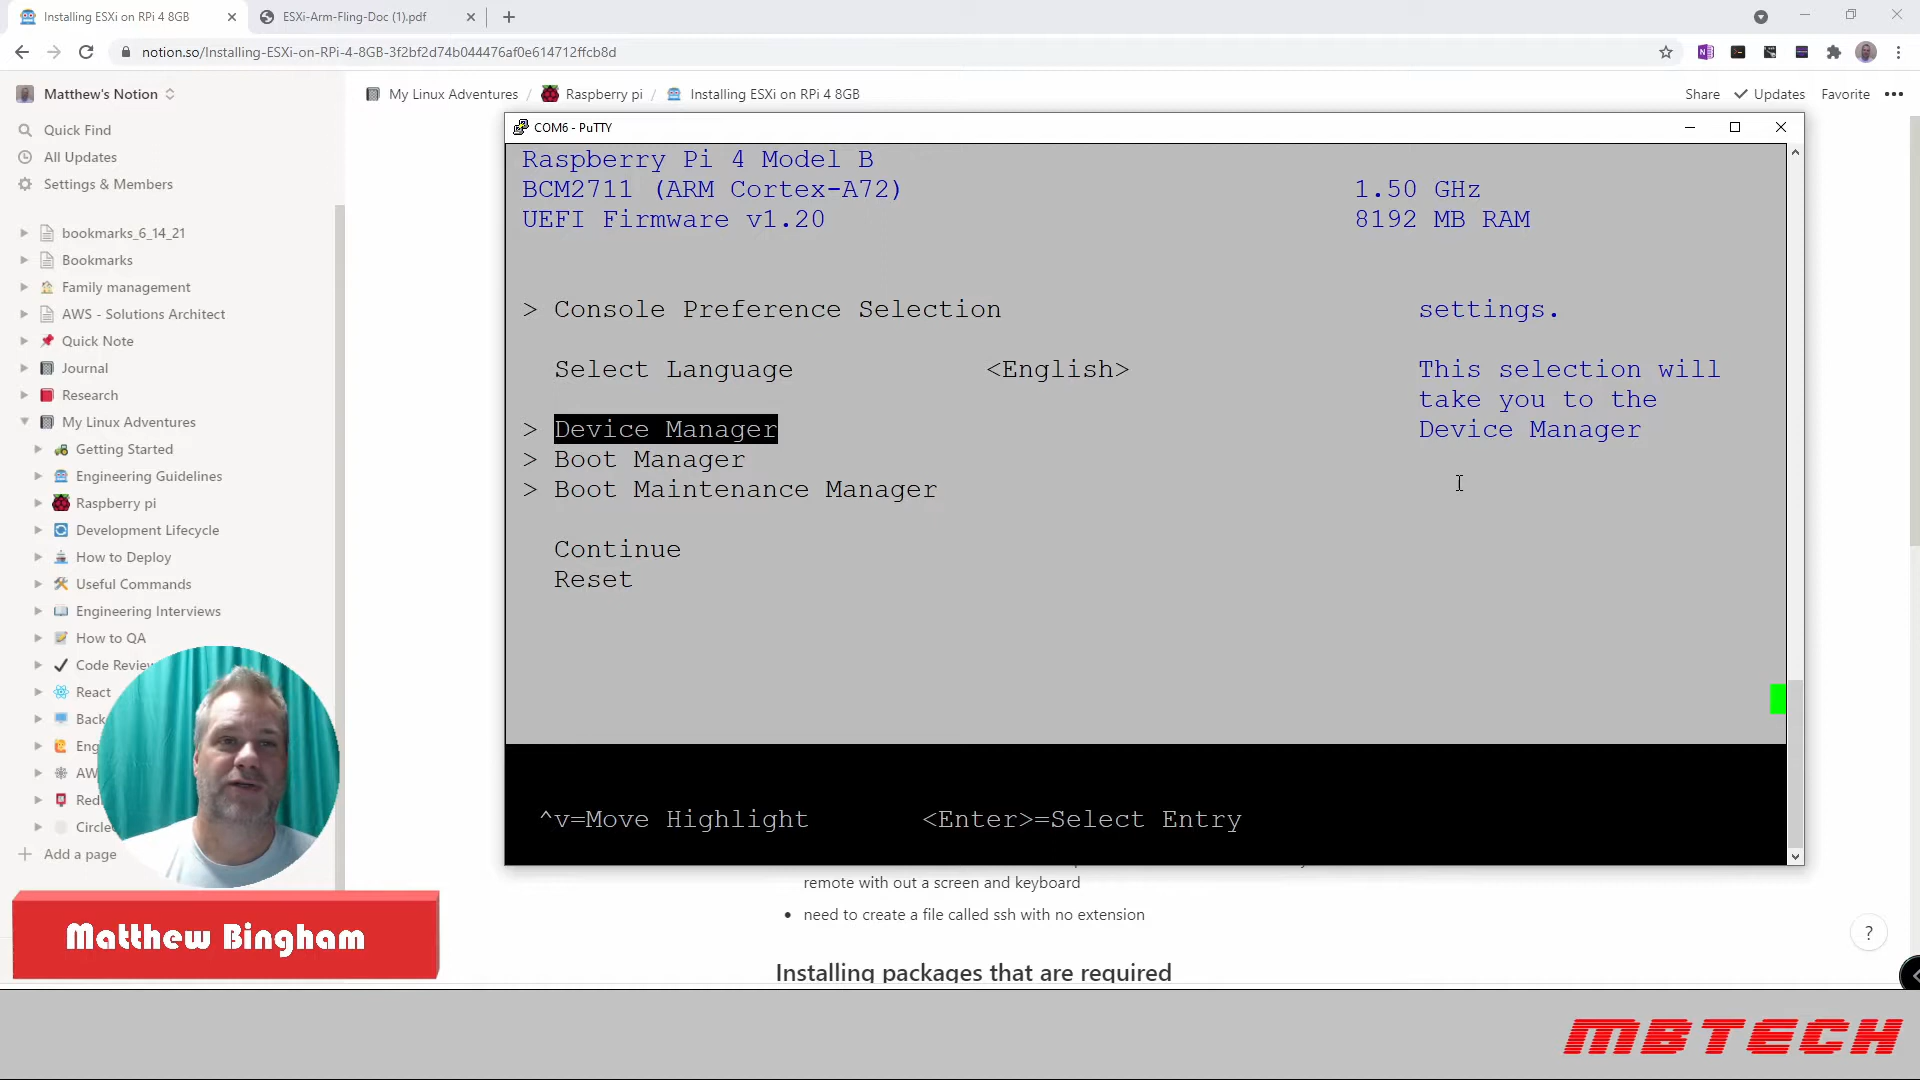 Installing ESXi on RPi 4 8GB
ESXi-Arm-Fling-Doc (1).pdf
notion.so/Installing-ESXi-on-RPi-4-8GB-3f2bf2d74b044476af0e614712ffcb8d
Matthew's Notion
My Linux Adventures / Raspberry pi / Installing ESXi on RPi 4 8GB
Share
Updates
Favorite
Quick Find
All Updates
Settings & Members
bookmarks_6_14_21
Bookmarks
Family management
AWS - Solutions Architect
Quick Note
Journal
Research
My Linux Adventures
Getting Started
Engineering Guidelines
Raspberry pi
Development Lifecycle
How to Deploy
Useful Commands
Engineering Interviews
How to QA
Code Review
React
Back
Eng
AW
Red
Circle
Add a page
COM6 - PuTTY
Raspberry Pi 4 Model B
BCM2711 (ARM Cortex-A72) 1.50 GHz
UEFI Firmware v1.20 8192 MB RAM
> Console Preference Selection settings.
Select Language <English> This selection will
take you to the
> Device Manager Device Manager
> Boot Manager
> Boot Maintenance Manager
Continue
Reset
^v=Move Highlight <Enter>=Select Entry
remote with out a screen and keyboard
• need to create a file called ssh with no extension
Installing packages that are required
?
Matthew Bingham
MBTECH